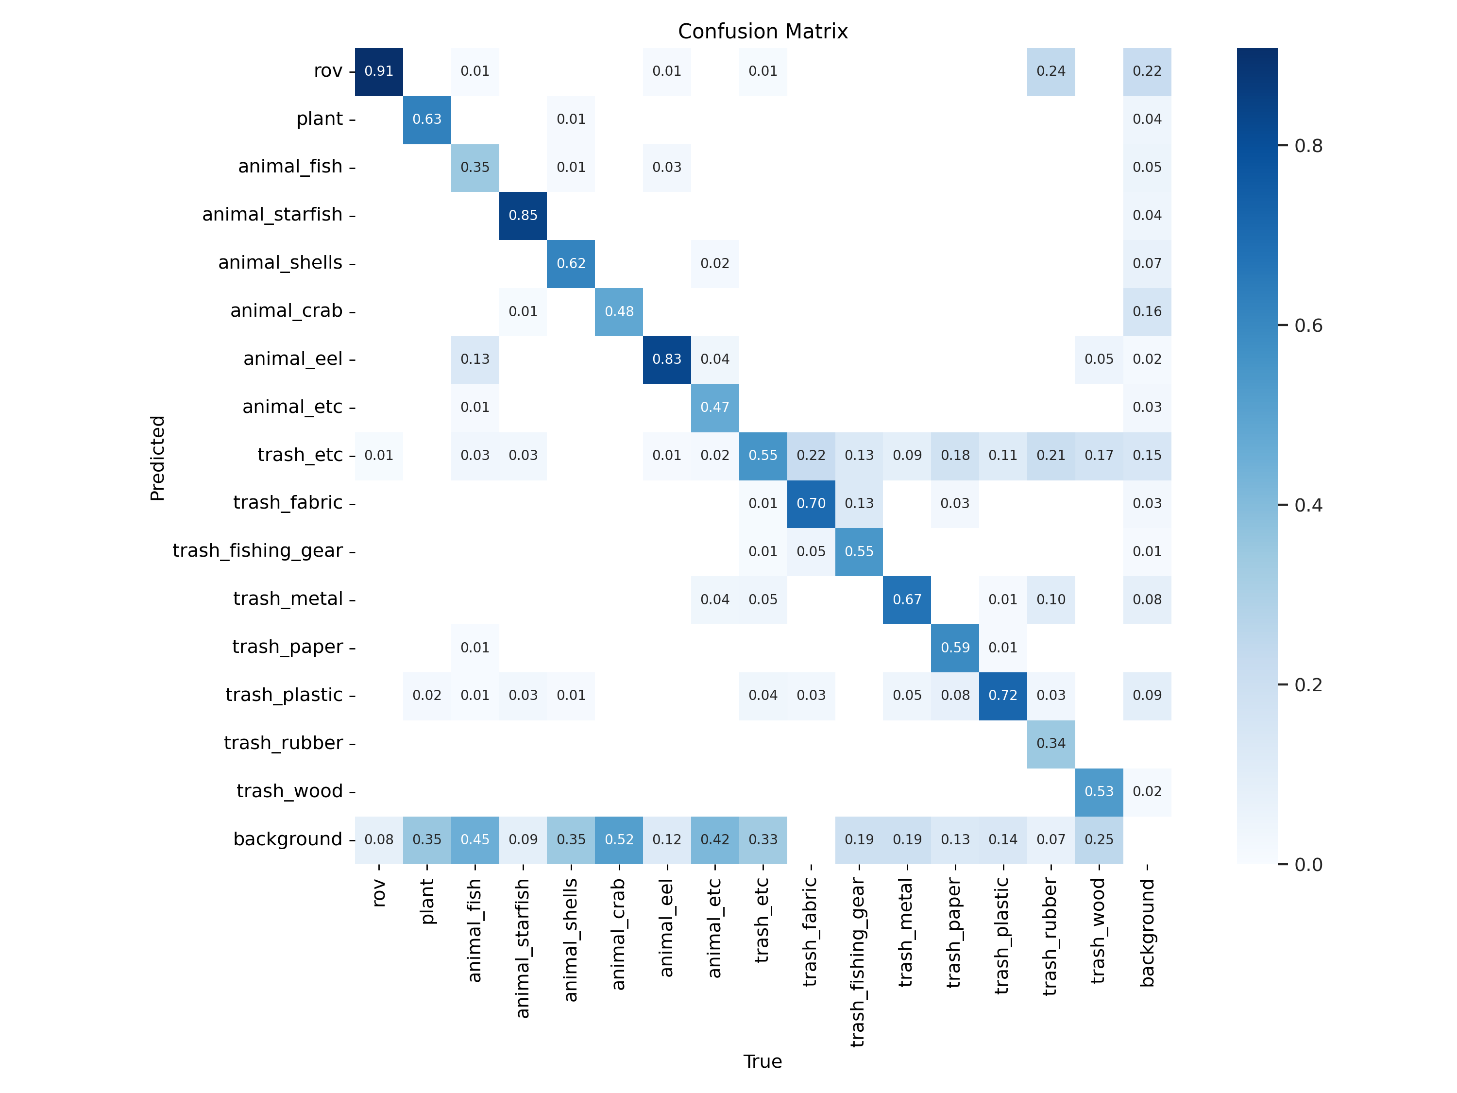 Confusion Matrix
rov 0.91 0.01 0.01 0.01 0.24 0.22
plant 0.63 0.01 0.04
animal_fish 0.35 0.01 0.03 0.05
animal_starfish 0.85 0.04
animal_shells 0.62 0.02 0.07
animal_crab 0.01 0.48 0.16
animal_eel 0.13 0.83 0.04 0.05 0.02
animal_etc 0.01 0.47 0.03
trash_etc 0.01 0.03 0.03 0.01 0.02 0.55 0.22 0.13 0.09 0.18 0.11 0.21 0.17 0.15
trash_fabric 0.01 0.70 0.13 0.03 0.03
trash_fishing_gear 0.01 0.05 0.55 0.01
trash_metal 0.04 0.05 0.67 0.01 0.10 0.08
trash_paper 0.01 0.59 0.01
trash_plastic 0.02 0.01 0.03 0.01 0.04 0.03 0.05 0.08 0.72 0.03 0.09
trash_rubber 0.34
trash_wood 0.53 0.02
background 0.08 0.35 0.45 0.09 0.35 0.52 0.12 0.42 0.33 0.19 0.19 0.13 0.14 0.07 0.25
Predicted
rov
plant
animal_fish
animal_starfish
animal_shells
animal_crab
animal_eel
animal_etc
trash_etc
trash_fabric
trash_fishing_gear
trash_metal
trash_paper
trash_plastic
trash_rubber
trash_wood
background
True
0.8
0.6
0.4
0.2
0.0